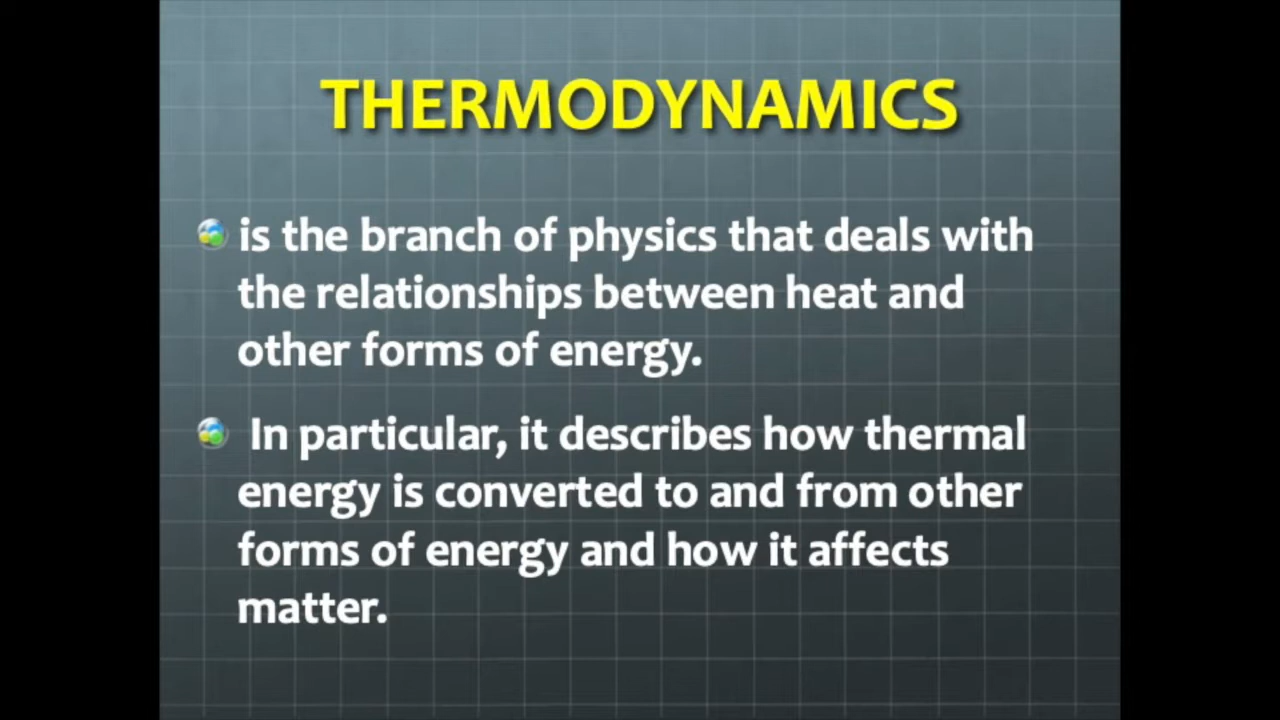 THERMODYNAMICS
is the branch of physics that deals with
the relationships between heat and
other forms of energy.
In particular, it describes how thermal
energy is converted to and from other
forms of energy and how it affects
matter.